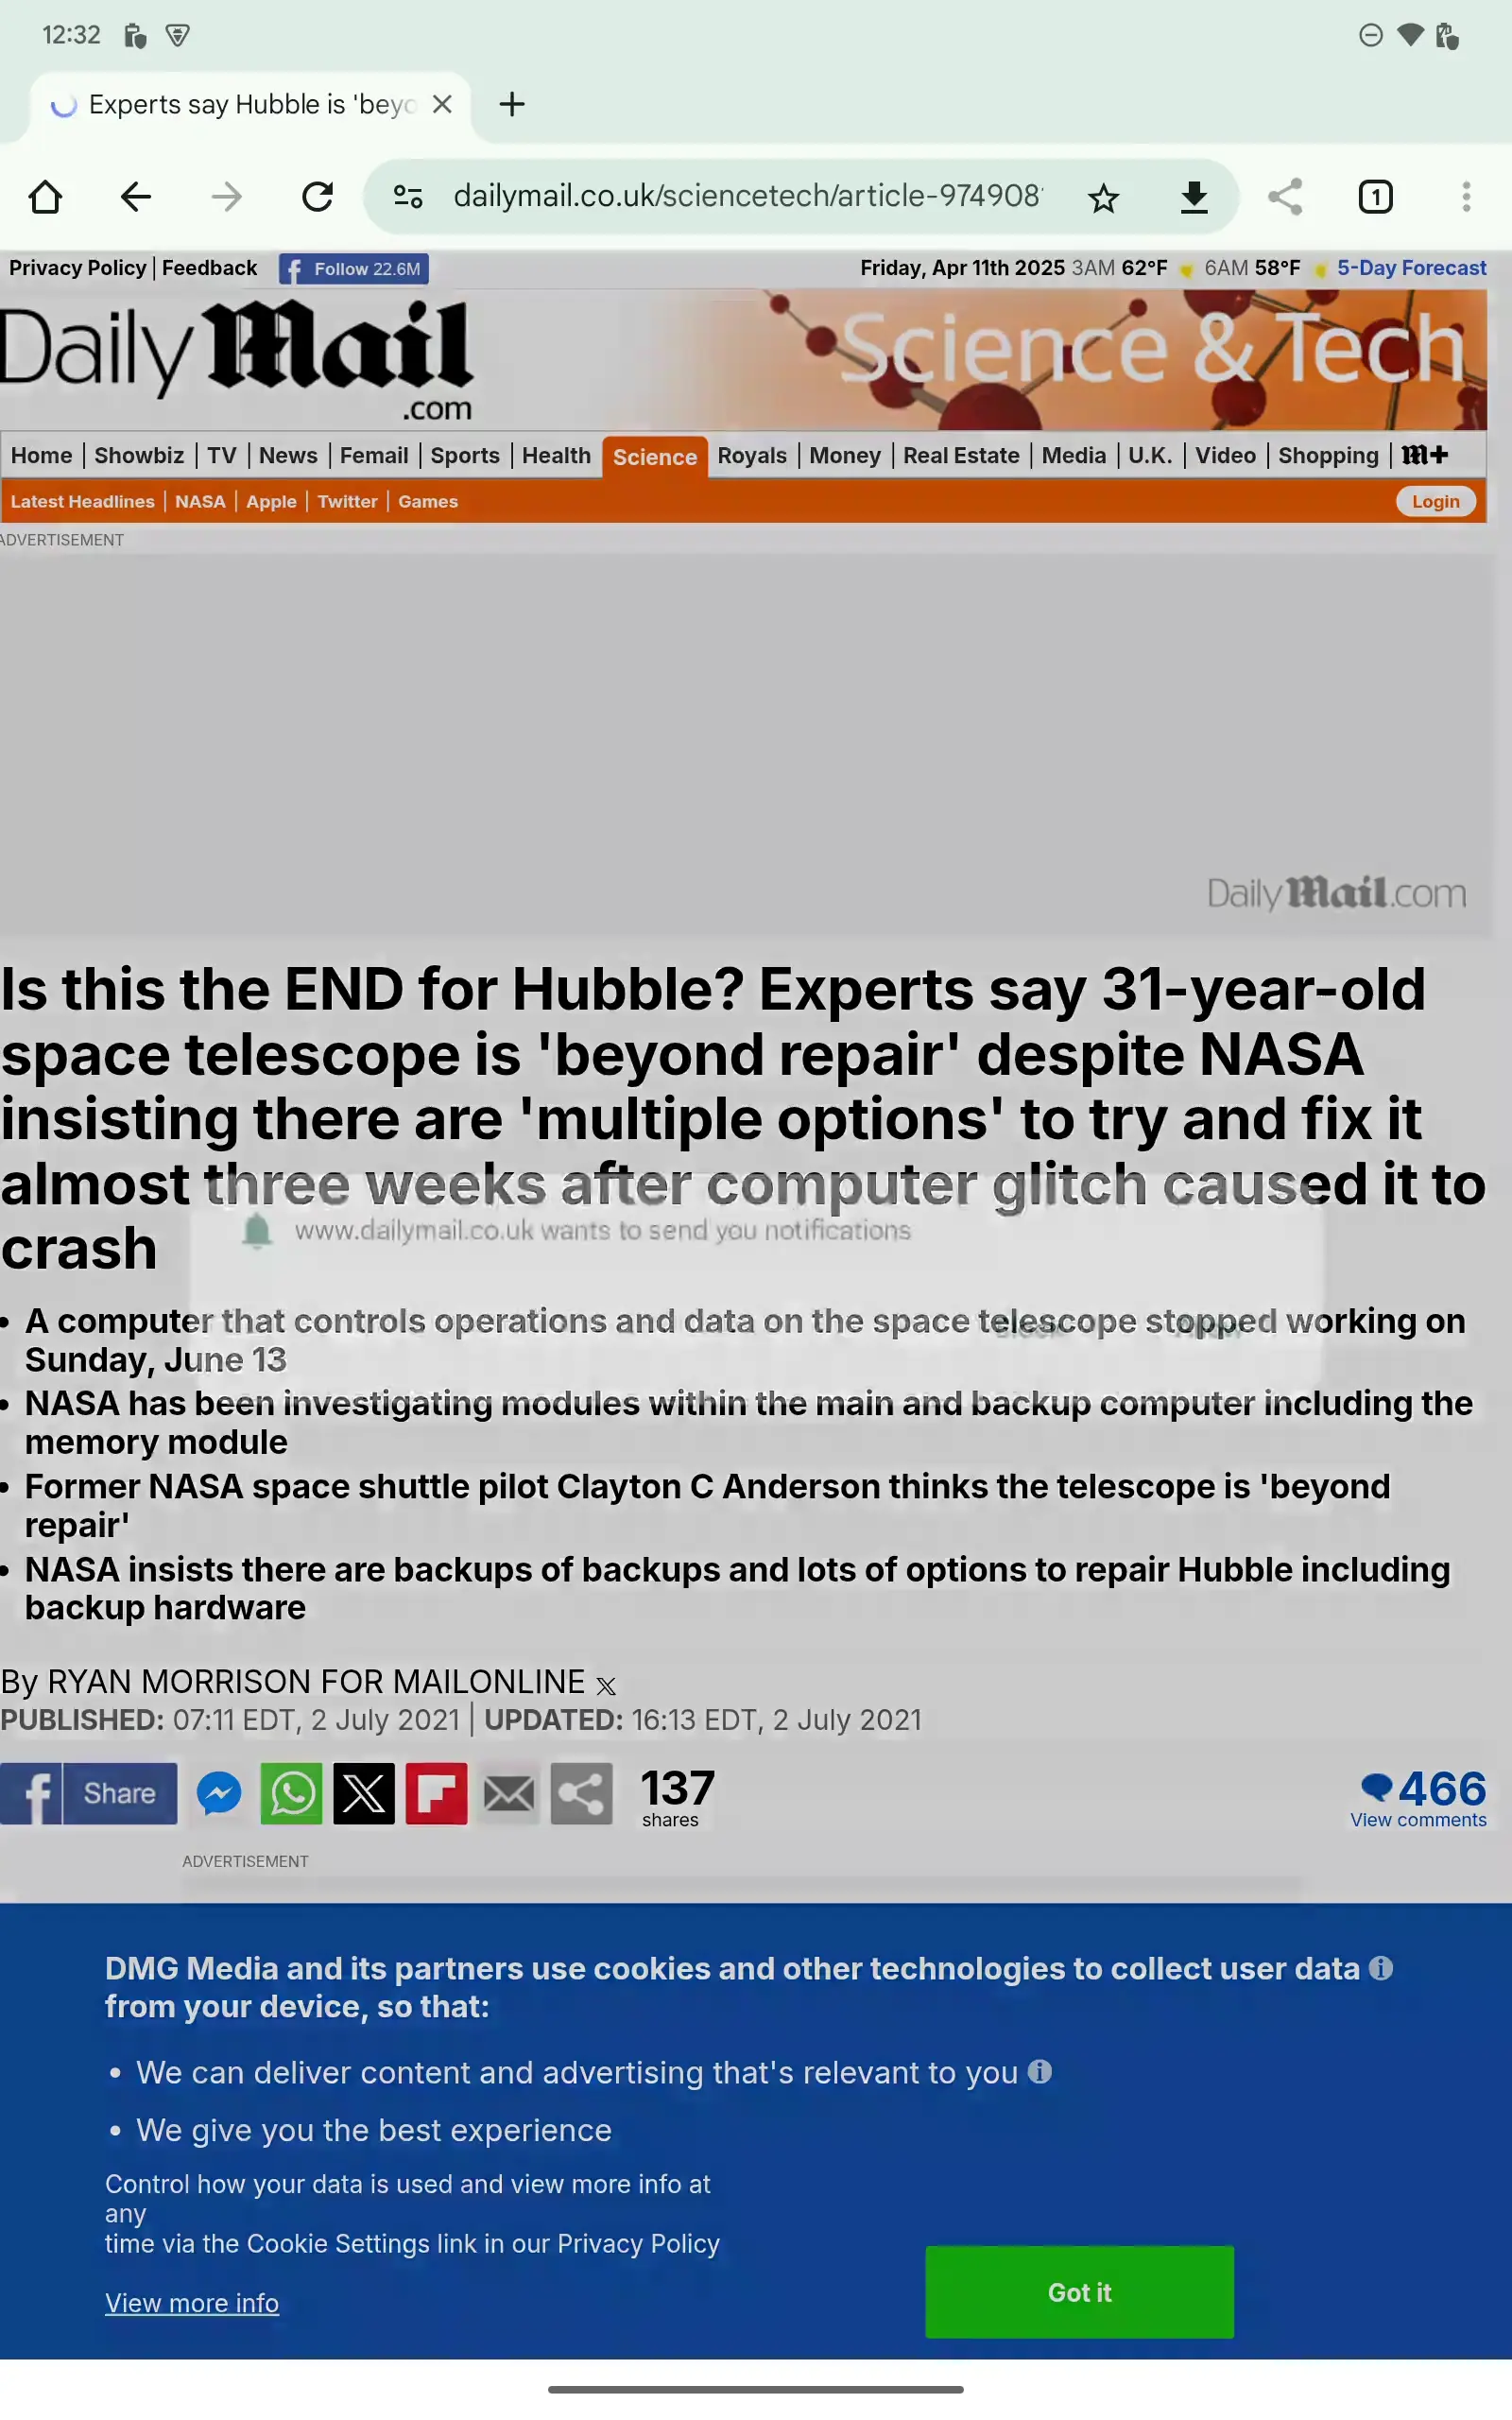 12:32
Experts say Hubble is 'beyo
dailymail.co.uk/sciencetech/article-974908
1
Privacy Policy | Feedback
Follow 22.6M
Friday, Apr 11th 2025 3AM 62°F 6AM 58°F 5-Day Forecast
Daily Mail
.com
Science & Tech
Home | Showbiz | TV | News | Femail | Sports | Health Science Royals | Money | Real Estate | Media | U.K. | Video | Shopping | m+
Latest Headlines | NASA | Apple | Twitter | Games
Login
ADVERTISEMENT
Daily Mail.com
Is this the END for Hubble? Experts say 31-year-old
space telescope is 'beyond repair' despite NASA
insisting there are 'multiple options' to try and fix it
almost three weeks after computer glitch caused it to
crash
www.dailymail.co.uk wants to send you notifications
• A computer that controls operations and data on the space telescope stopped working on
Sunday, June 13
• NASA has been investigating modules within the main and backup computer including the
memory module
• Former NASA space shuttle pilot Clayton C Anderson thinks the telescope is 'beyond
repair'
• NASA insists there are backups of backups and lots of options to repair Hubble including
backup hardware
By RYAN MORRISON FOR MAILONLINE
PUBLISHED: 07:11 EDT, 2 July 2021 | UPDATED: 16:13 EDT, 2 July 2021
Share
137
shares
466
View comments
ADVERTISEMENT
DMG Media and its partners use cookies and other technologies to collect user data
from your device, so that:
• We can deliver content and advertising that's relevant to you
• We give you the best experience
Control how your data is used and view more info at
any
time via the Cookie Settings link in our Privacy Policy
View more info
Got it